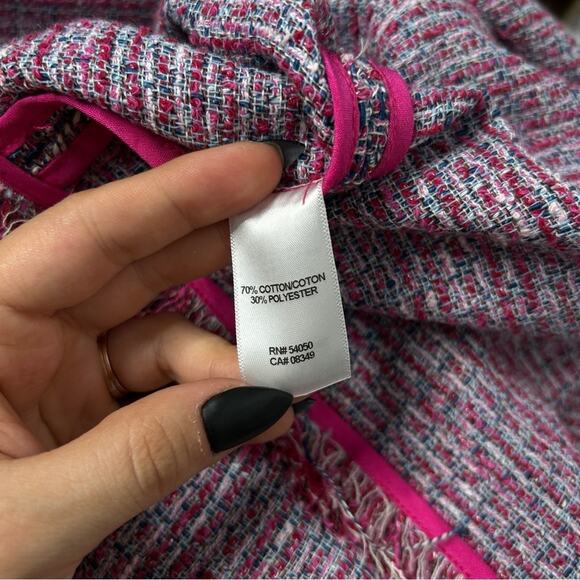 70% COTTON/COTON
30% POLYESTER
RN# 54050
CA# 08349